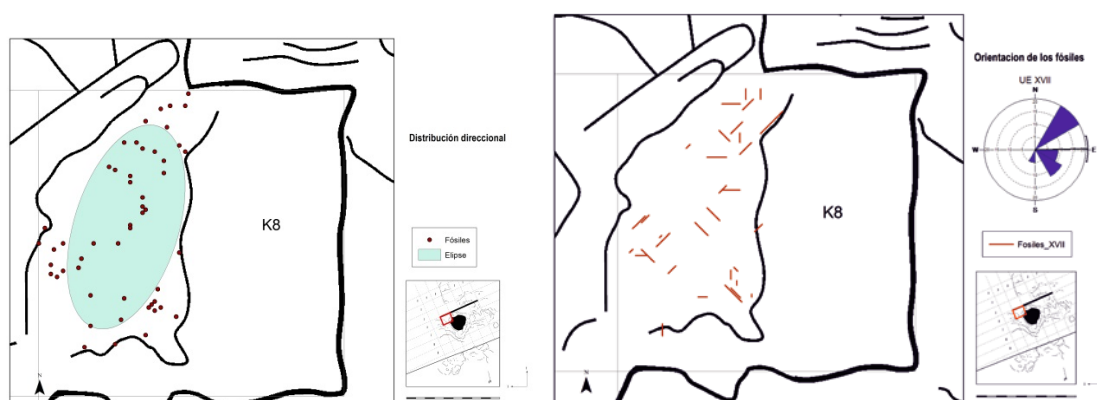 K8
Distribución direccional
Fósiles
Elipse
N
K8
Orientacion de los fósiles
UE XVII
N
W
E
S
Fosiles_XVII
N